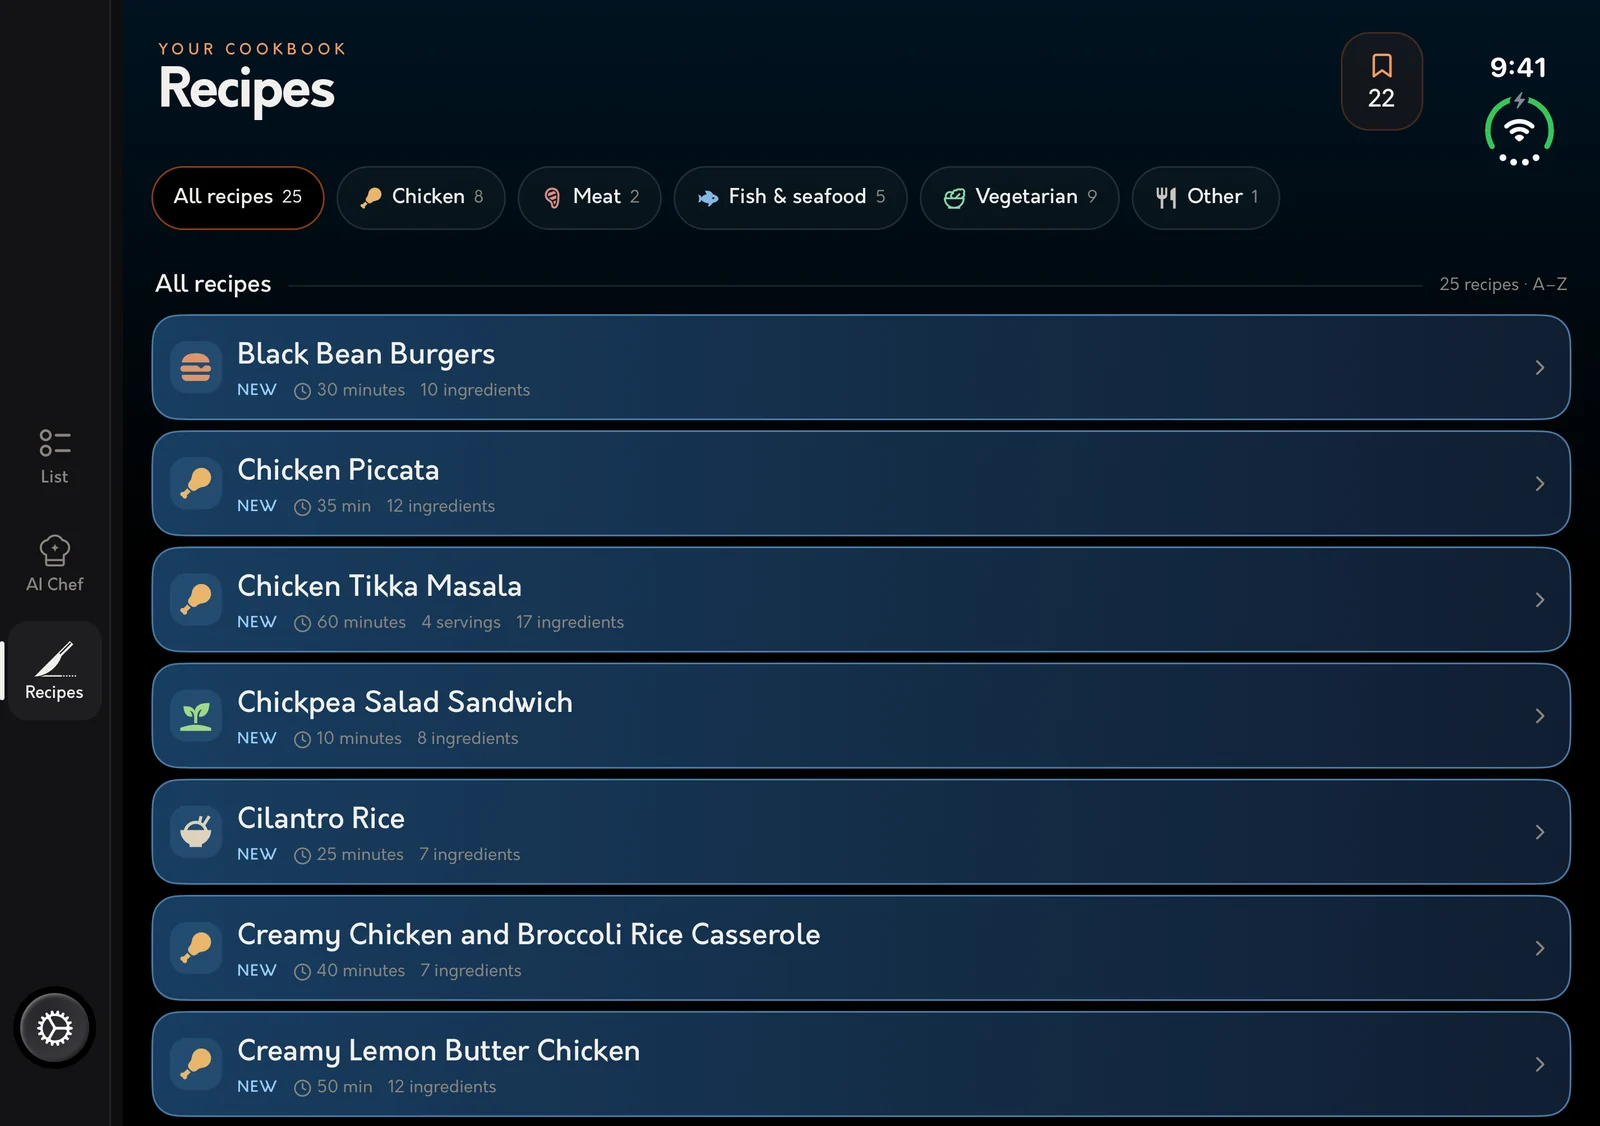 YOUR COOKBOOK
Recipes
22
9:41
All recipes 25
Chicken 8
Meat 2
Fish & seafood 5
Vegetarian 9
Other 1
All recipes
25 recipes · A–Z
Black Bean Burgers
NEW 30 minutes 10 ingredients
Chicken Piccata
NEW 35 min 12 ingredients
Chicken Tikka Masala
NEW 60 minutes 4 servings 17 ingredients
Chickpea Salad Sandwich
NEW 10 minutes 8 ingredients
Cilantro Rice
NEW 25 minutes 7 ingredients
Creamy Chicken and Broccoli Rice Casserole
NEW 40 minutes 7 ingredients
Creamy Lemon Butter Chicken
NEW 50 min 12 ingredients
List
AI Chef
Recipes